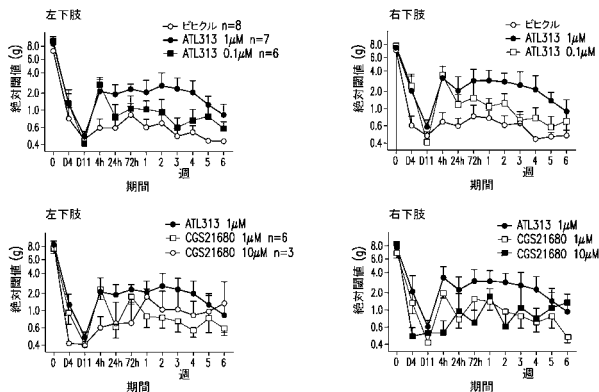 左下肢
ビヒクル n=8
ATL313 1μM n=7
ATL313 0.1μM n=6
絶対閾値 (g)
8.0
4.0
2.0
1.0
0.6
0.4
0 D4 D11 4h 24h 72h 1 2 3 4 5 6
週
期間
右下肢
ビヒクル
ATL313 1μM
ATL313 0.1μM
絶対閾値 (g)
8.0
4.0
2.0
1.0
0.6
0.4
0 D4 D11 4h 24h 72h 1 2 3 4 5 6
週
期間
左下肢
ATL313 1μM
CGS21680 1μM n=6
CGS21680 10μM n=3
絶対閾値 (g)
8.0
4.0
2.0
1.0
0.6
0.4
0 D4 D11 4h 24h 72h 1 2 3 4 5 6
週
期間
右下肢
ATL313 1μM
CGS21680 1μM
CGS21680 10μM
絶対閾値 (g)
8.0
4.0
2.0
1.0
0.6
0.4
0 D4 D11 4h 24h 72h 1 2 3 4 5 6
週
期間